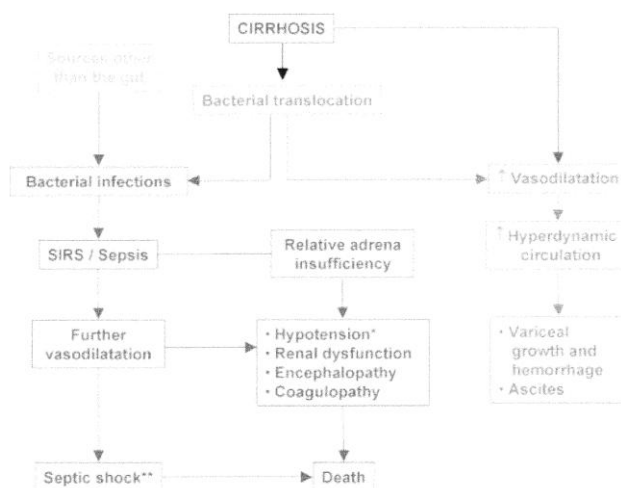 CIRRHOSIS
Sources other
than the gut
Bacterial translocation
Bacterial infections
↑ Vasodilatation
SIRS / Sepsis
Relative adrena
insufficiency
↑ Hyperdynamic
circulation
Further
vasodilatation
• Hypotension*
• Renal dysfunction
• Encephalopathy
• Coagulopathy
• Variceal
growth and
hemorrhage
• Ascites
Septic shock**
Death